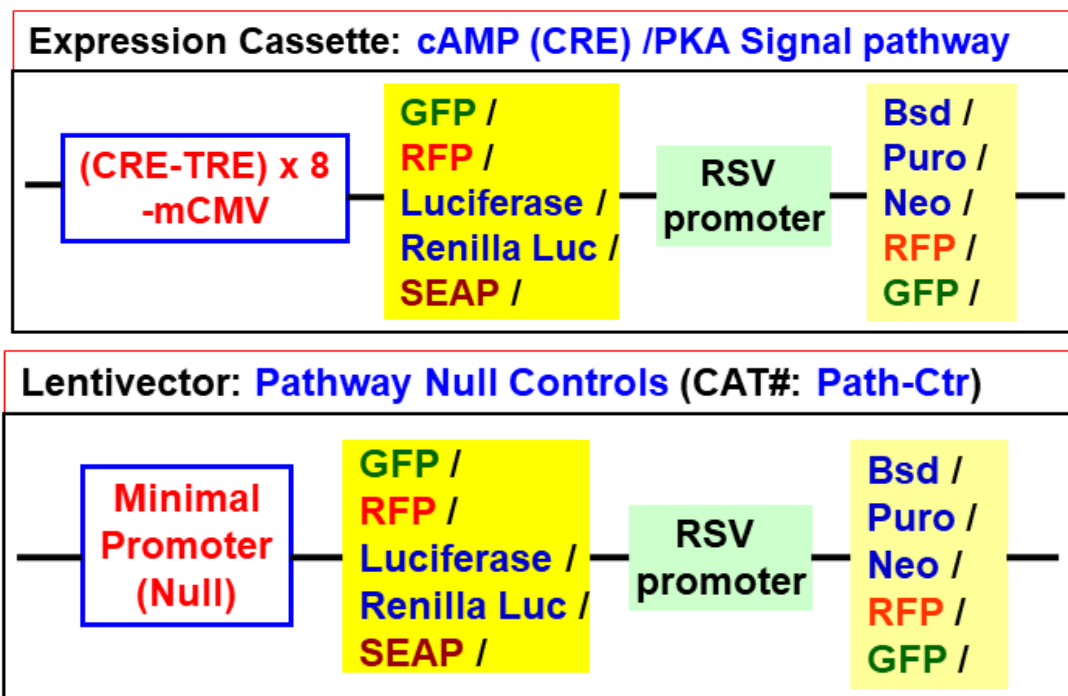 Expression Cassette: cAMP (CRE) /PKA Signal pathway
(CRE-TRE) x 8
-mCMV
GFP /
RFP /
Luciferase /
Renilla Luc /
SEAP /
RSV
promoter
Bsd /
Puro /
Neo /
RFP /
GFP /
Lentivector: Pathway Null Controls (CAT#: Path-Ctr)
Minimal
Promoter
(Null)
GFP /
RFP /
Luciferase /
Renilla Luc /
SEAP /
RSV
promoter
Bsd /
Puro /
Neo /
RFP /
GFP /